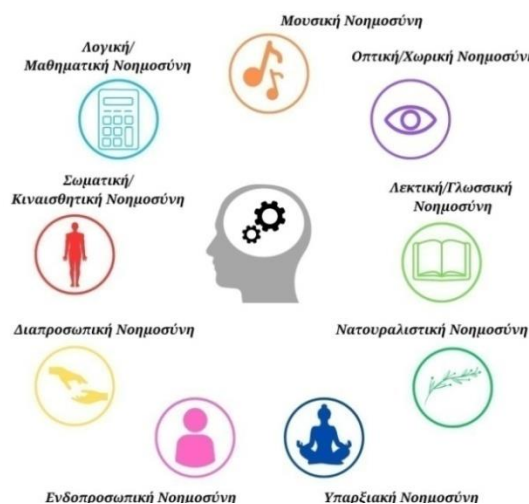 Μουσική Νοημοσύνη
Λογική/
Μαθηματική Νοημοσύνη
Οπτική/Χωρική Νοημοσύνη
Σωματική/
Κιναισθητική Νοημοσύνη
Λεκτική/Γλωσσική
Νοημοσύνη
Διαπροσωπική Νοημοσύνη
Νατουραλιστική Νοημοσύνη
Ενδοπροσωπική Νοημοσύνη
Υπαρξιακή Νοημοσύνη